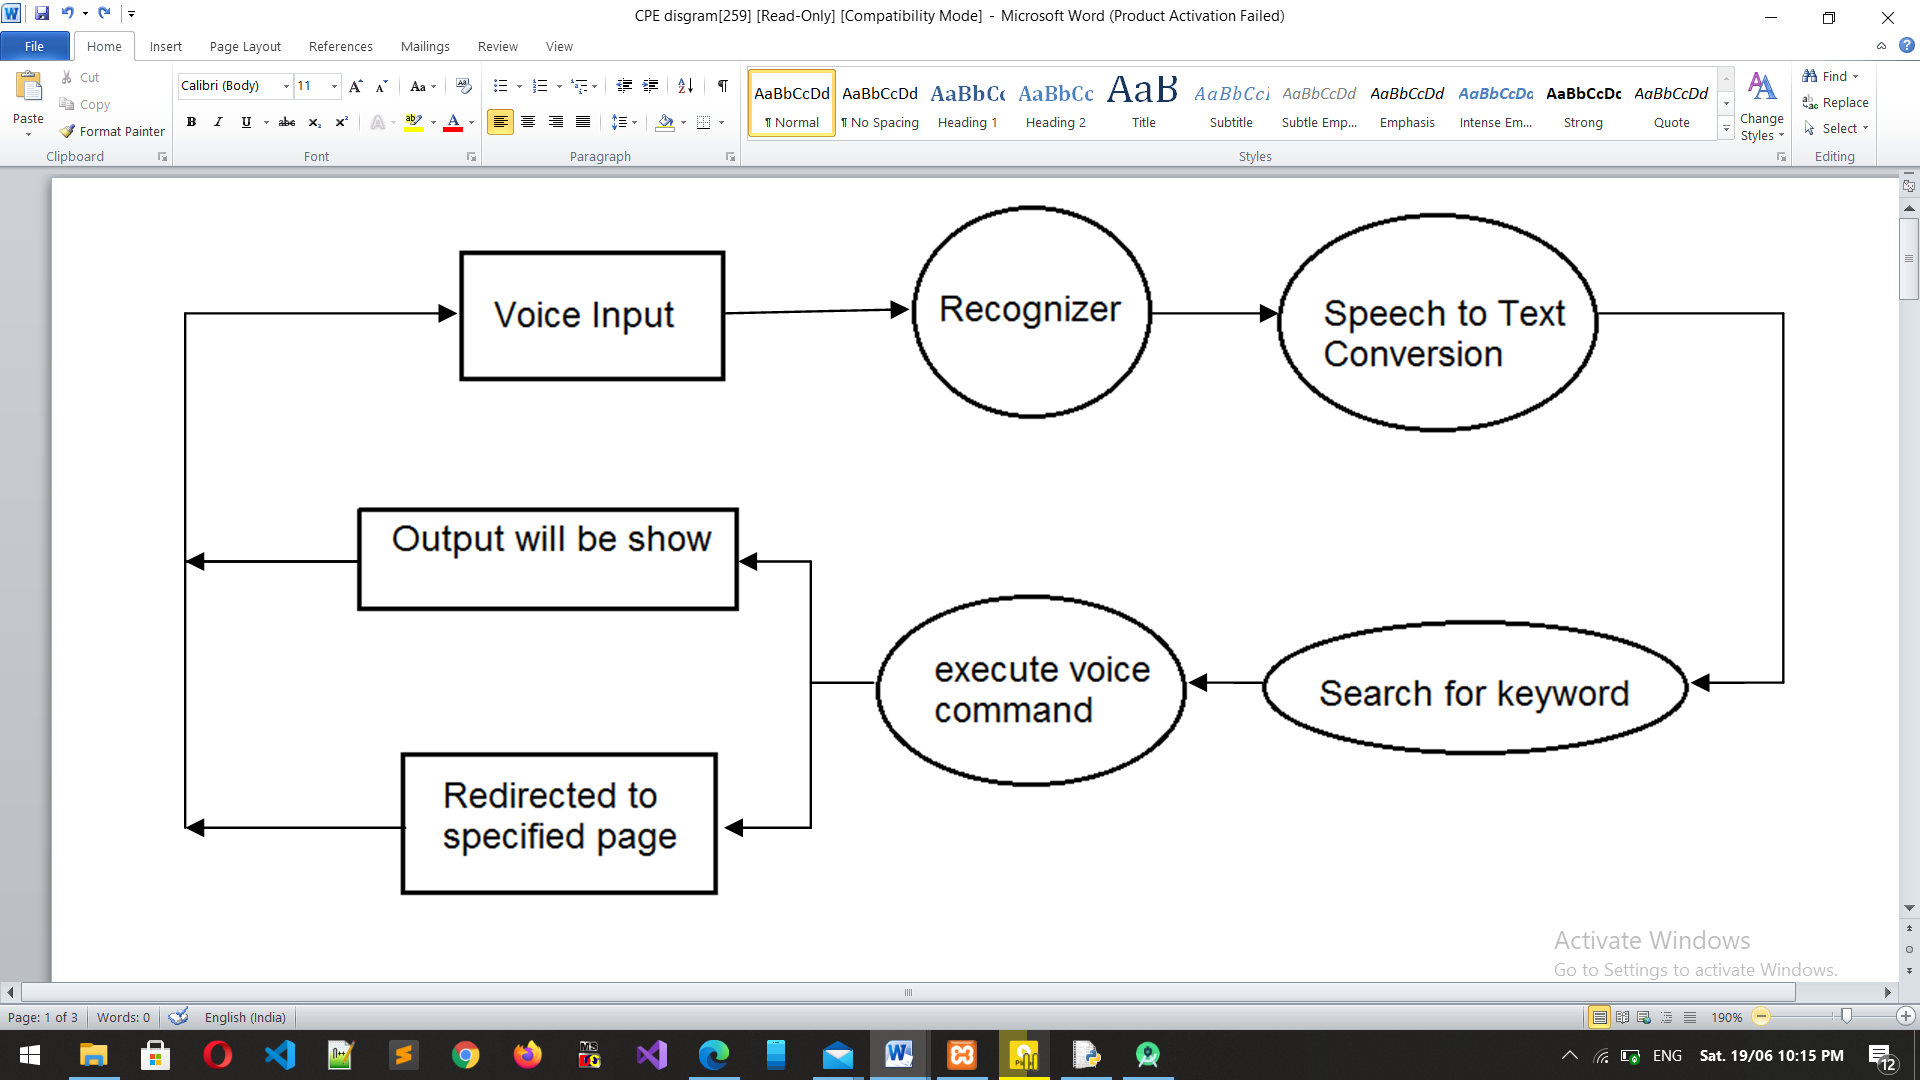 CPE disgram[259] [Read-Only] [Compatibility Mode] - Microsoft Word (Product Activation Failed)
File Home Insert Page Layout References Mailings Review View
Paste
Cut
Copy
Format Painter
Clipboard
Calibri (Body) 11
Font
Paragraph
AaBbCcDd AaBbCcDd AaBbCc AaBbCc AaB AaBbCcI AaBbCcDd AaBbCcDd AaBbCcDd AaBbCcDc AaBbCcDd
¶ Normal ¶ No Spacing Heading 1 Heading 2 Title Subtitle Subtle Emp... Emphasis Intense Em... Strong Quote
Styles
Change
Styles
Find
Replace
Select
Editing
Voice Input
Recognizer
Speech to Text
Conversion
Output will be show
execute voice
command
Search for keyword
Redirected to
specified page
Activate Windows
Go to Settings to activate Windows.
Page: 1 of 3 Words: 0 English (India) 190%
ENG Sat. 19/06 10:15 PM 12